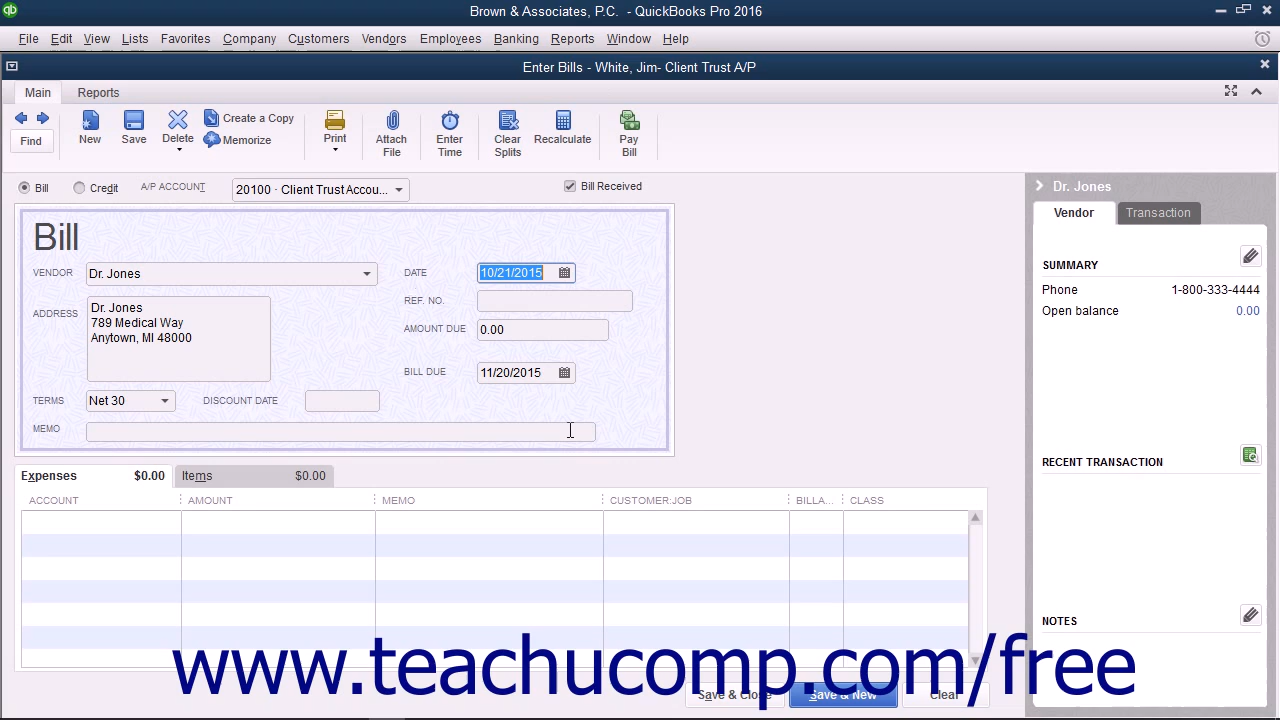 Brown & Associates, P.C. - QuickBooks Pro 2016
File Edit View Lists Favorites Company Customers Vendors Employees Banking Reports Window Help
Enter Bills - White, Jim- Client Trust A/P
Main Reports
Find
New
Save
Delete
Create a Copy
Memorize
Print
Attach File
Enter Time
Clear Splits
Recalculate
Pay Bill
Bill Credit A/P ACCOUNT 20100 · Client Trust Accou... Bill Received
Bill
VENDOR Dr. Jones
DATE 10/21/2015
REF. NO.
ADDRESS
Dr. Jones
789 Medical Way
Anytown, MI 48000
AMOUNT DUE 0.00
BILL DUE 11/20/2015
TERMS Net 30 DISCOUNT DATE
MEMO
Expenses $0.00 Items $0.00
ACCOUNT AMOUNT MEMO CUSTOMER:JOB BILLA... CLASS
Dr. Jones
Vendor Transaction
SUMMARY
Phone 1-800-333-4444
Open balance 0.00
RECENT TRANSACTION
NOTES
www.teachucomp.com/free
Save & Close Save & New Clear